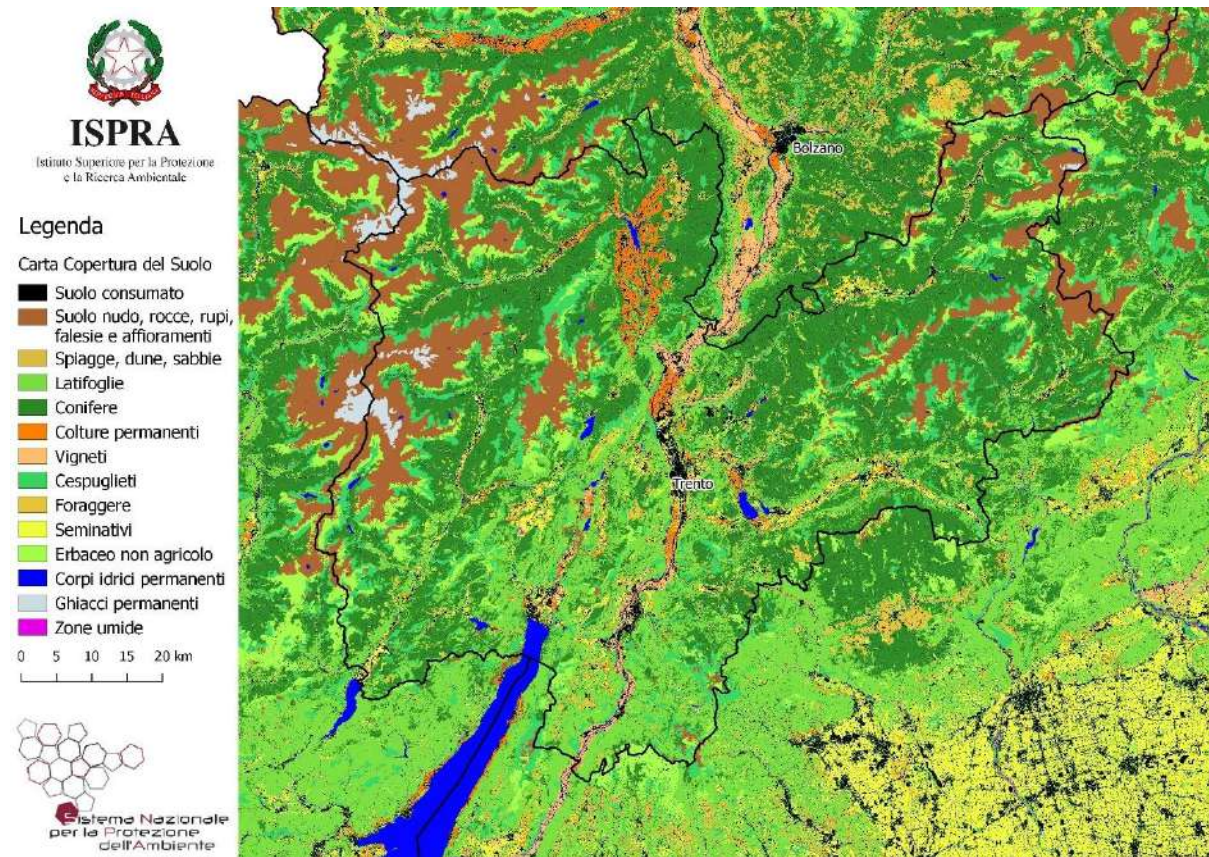 ISPRA
Istituto Superiore per la Protezione
e la Ricerca Ambientale
Legenda
Carta Copertura del Suolo
Suolo consumato
Suolo nudo, rocce, rupi,
falesie e affioramenti
Spiagge, dune, sabbie
Latifoglie
Conifere
Colture permanenti
Vigneti
Cespuglieti
Foraggere
Seminativi
Erbaceo non agricolo
Corpi idrici permanenti
Ghiacci permanenti
Zone umide
0 5 10 15 20 km
Sistema Nazionale
per la Protezione
dell'Ambiente
Bolzano
Trento